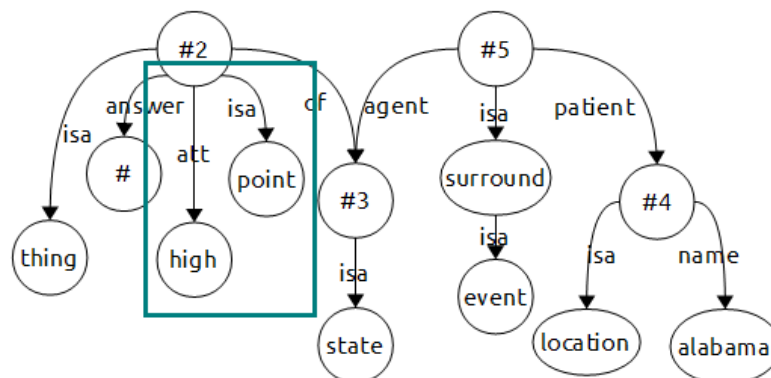 #2 #5
answer isa of agent isa patient
isa att
# point surround
#3 #4
thing high isa isa isa name
event
state location alabama